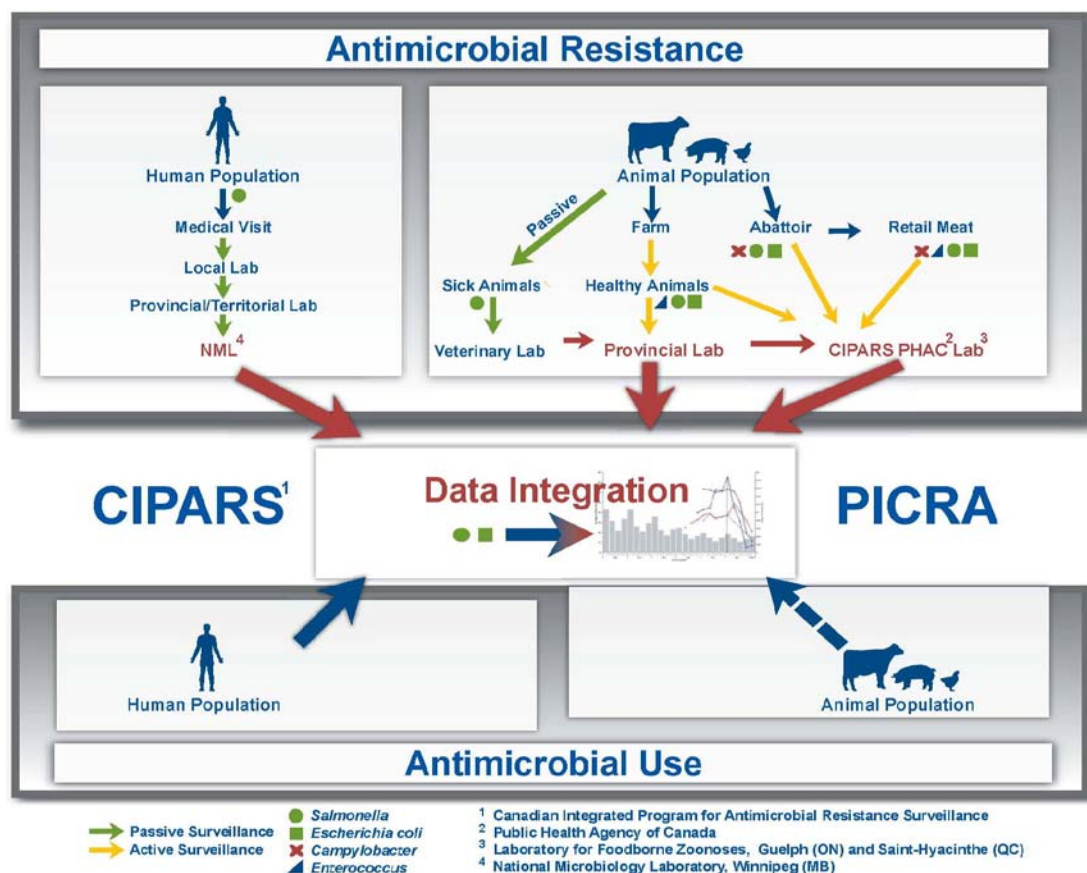 Antimicrobial Resistance
Human Population
Medical Visit
Local Lab
Provincial/Territorial Lab
NML4
Animal Population
Passive
Farm
Abattoir
Retail Meat
Sick Animals
Healthy Animals
Veterinary Lab
Provincial Lab
CIPARS PHAC2 Lab3
CIPARS1
Data Integration
PICRA
Human Population
Animal Population
Antimicrobial Use
Passive Surveillance
Active Surveillance
Salmonella
Escherichia coli
Campylobacter
Enterococcus
1 Canadian Integrated Program for Antimicrobial Resistance Surveillance
2 Public Health Agency of Canada
3 Laboratory for Foodborne Zoonoses, Guelph (ON) and Saint-Hyacinthe (QC)
4 National Microbiology Laboratory, Winnipeg (MB)